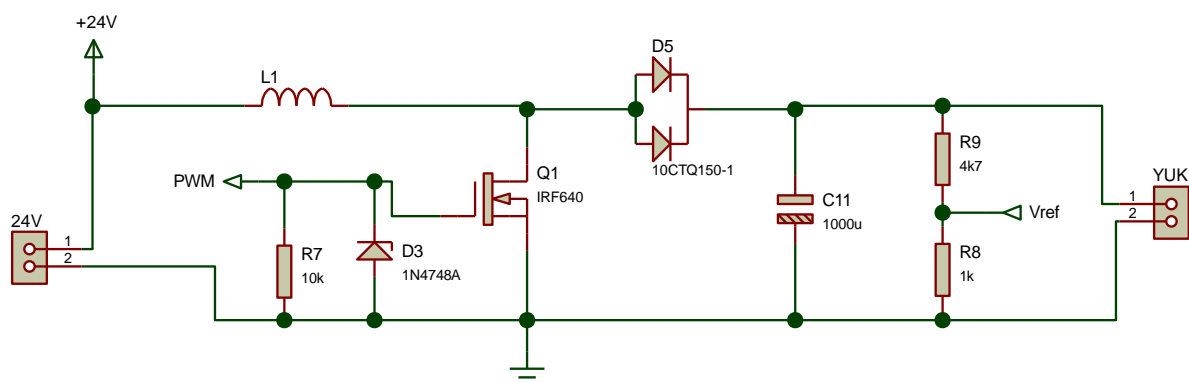 +24V
L1
D5
10CTQ150-1
PWM
Q1
IRF640
R9
4k7
YUK
1
2
C11
1000u
Vref
24V
1
2
R7
10k
D3
1N4748A
R8
1k